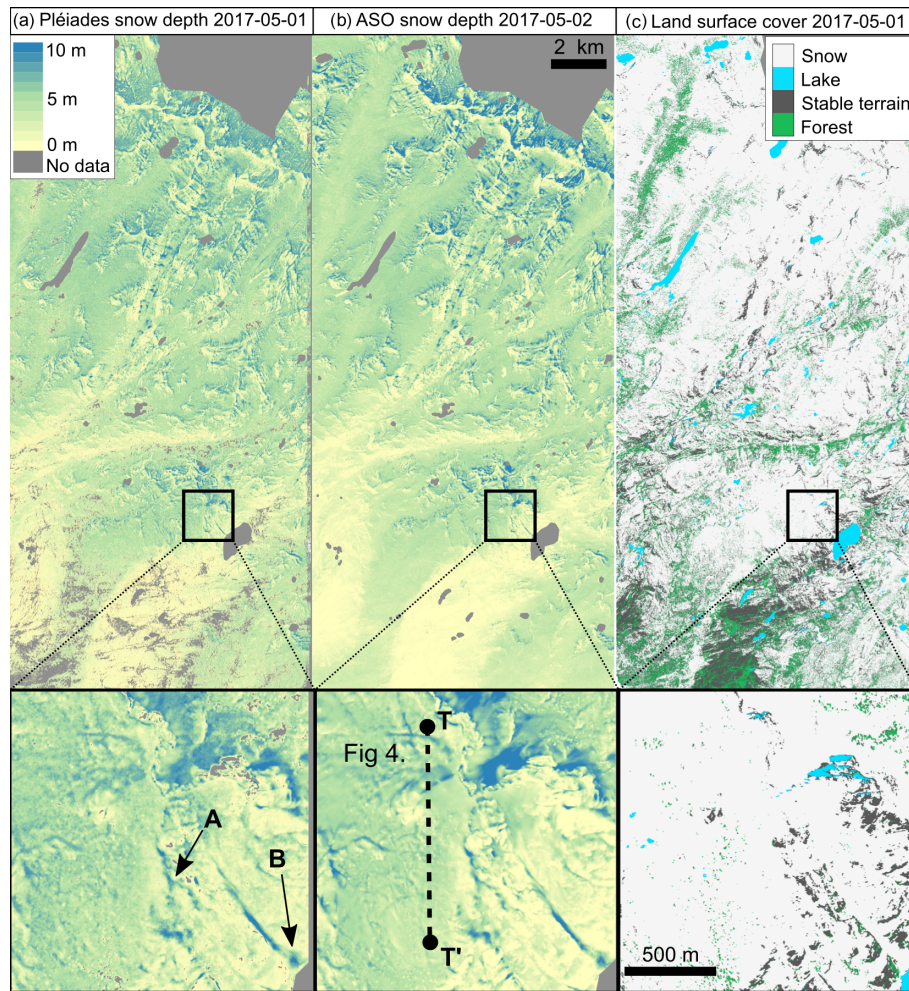 (a) Pléiades snow depth 2017-05-01
(b) ASO snow depth 2017-05-02
(c) Land surface cover 2017-05-01
10 m
5 m
0 m
No data
2 km
Snow
Lake
Stable terrain
Forest
A
B
T
Fig 4.
T'
500 m